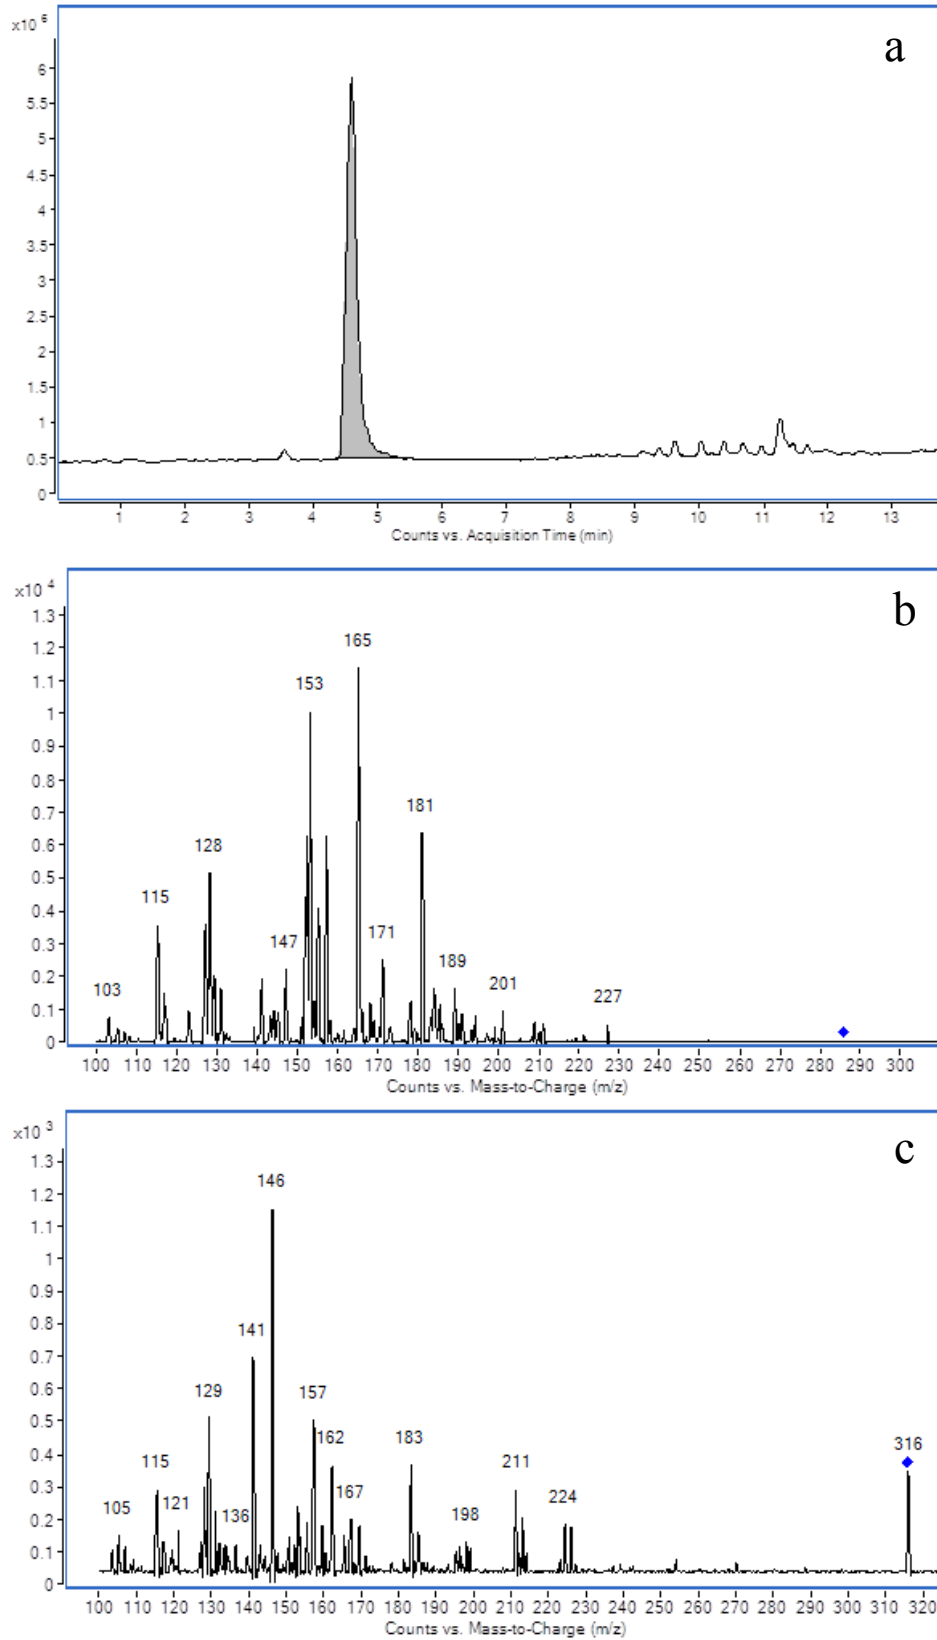 x10 6
a
6
5.5
5
4.5
4
3.5
3
2.5
2
1.5
1
0.5
0
1 2 3 4 5 6 7 8 9 10 11 12 13
Counts vs. Acquisition Time (min)
x10 4
b
1.3
1.2
1.1
1
0.9
0.8
0.7
0.6
0.5
0.4
0.3
0.2
0.1
0
103 115 128 147 153 165 171 181 189 201 227
100 110 120 130 140 150 160 170 180 190 200 210 220 230 240 250 260 270 280 290 300
Counts vs. Mass-to-Charge (m/z)
x10 3
c
1.3
1.2
1.1
1
0.9
0.8
0.7
0.6
0.5
0.4
0.3
0.2
0.1
0
105 115 121 129 136 141 146 157 162 167 183 198 211 224 316
100 110 120 130 140 150 160 170 180 190 200 210 220 230 240 250 260 270 280 290 300 310 320
Counts vs. Mass-to-Charge (m/z)